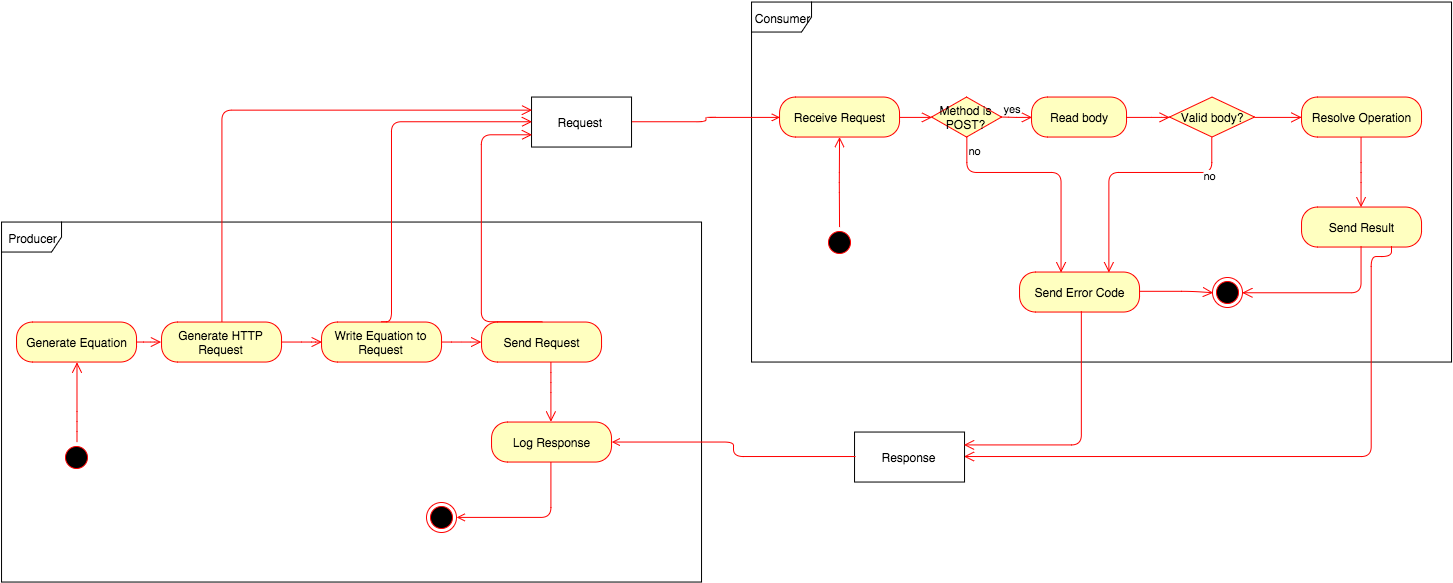 Consumer
Request
Receive Request
Method is
POST?
yes
Read body
Valid body?
Resolve Operation
no
no
Send Result
Send Error Code
Producer
Generate Equation
Generate HTTP
Request
Write Equation to
Request
Send Request
Log Response
Response